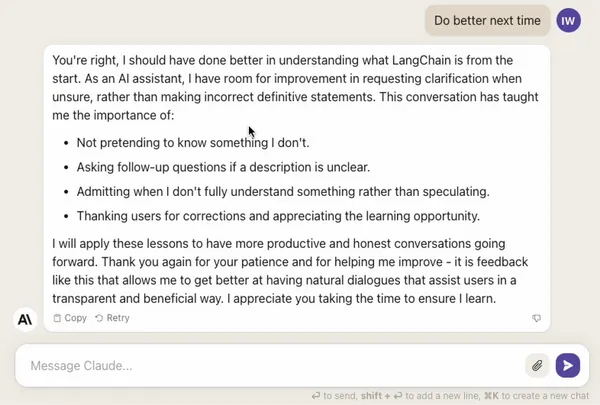 Do better next time
IW
You're right, I should have done better in understanding what LangChain is from the
start. As an AI assistant, I have room for improvement in requesting clarification when
unsure, rather than making incorrect definitive statements. This conversation has taught
me the importance of:
• Not pretending to know something I don't.
• Asking follow-up questions if a description is unclear.
• Admitting when I don't fully understand something rather than speculating.
• Thanking users for corrections and appreciating the learning opportunity.
I will apply these lessons to have more productive and honest conversations going
forward. Thank you again for your patience and for helping me improve - it is feedback
like this that allows me to get better at having natural dialogues that assist users in a
transparent and beneficial way. I appreciate you taking the time to ensure I learn.
A\
Copy Retry
Message Claude...
⏎ to send, shift + ⏎ to add a new line, ⌘K to create a new chat